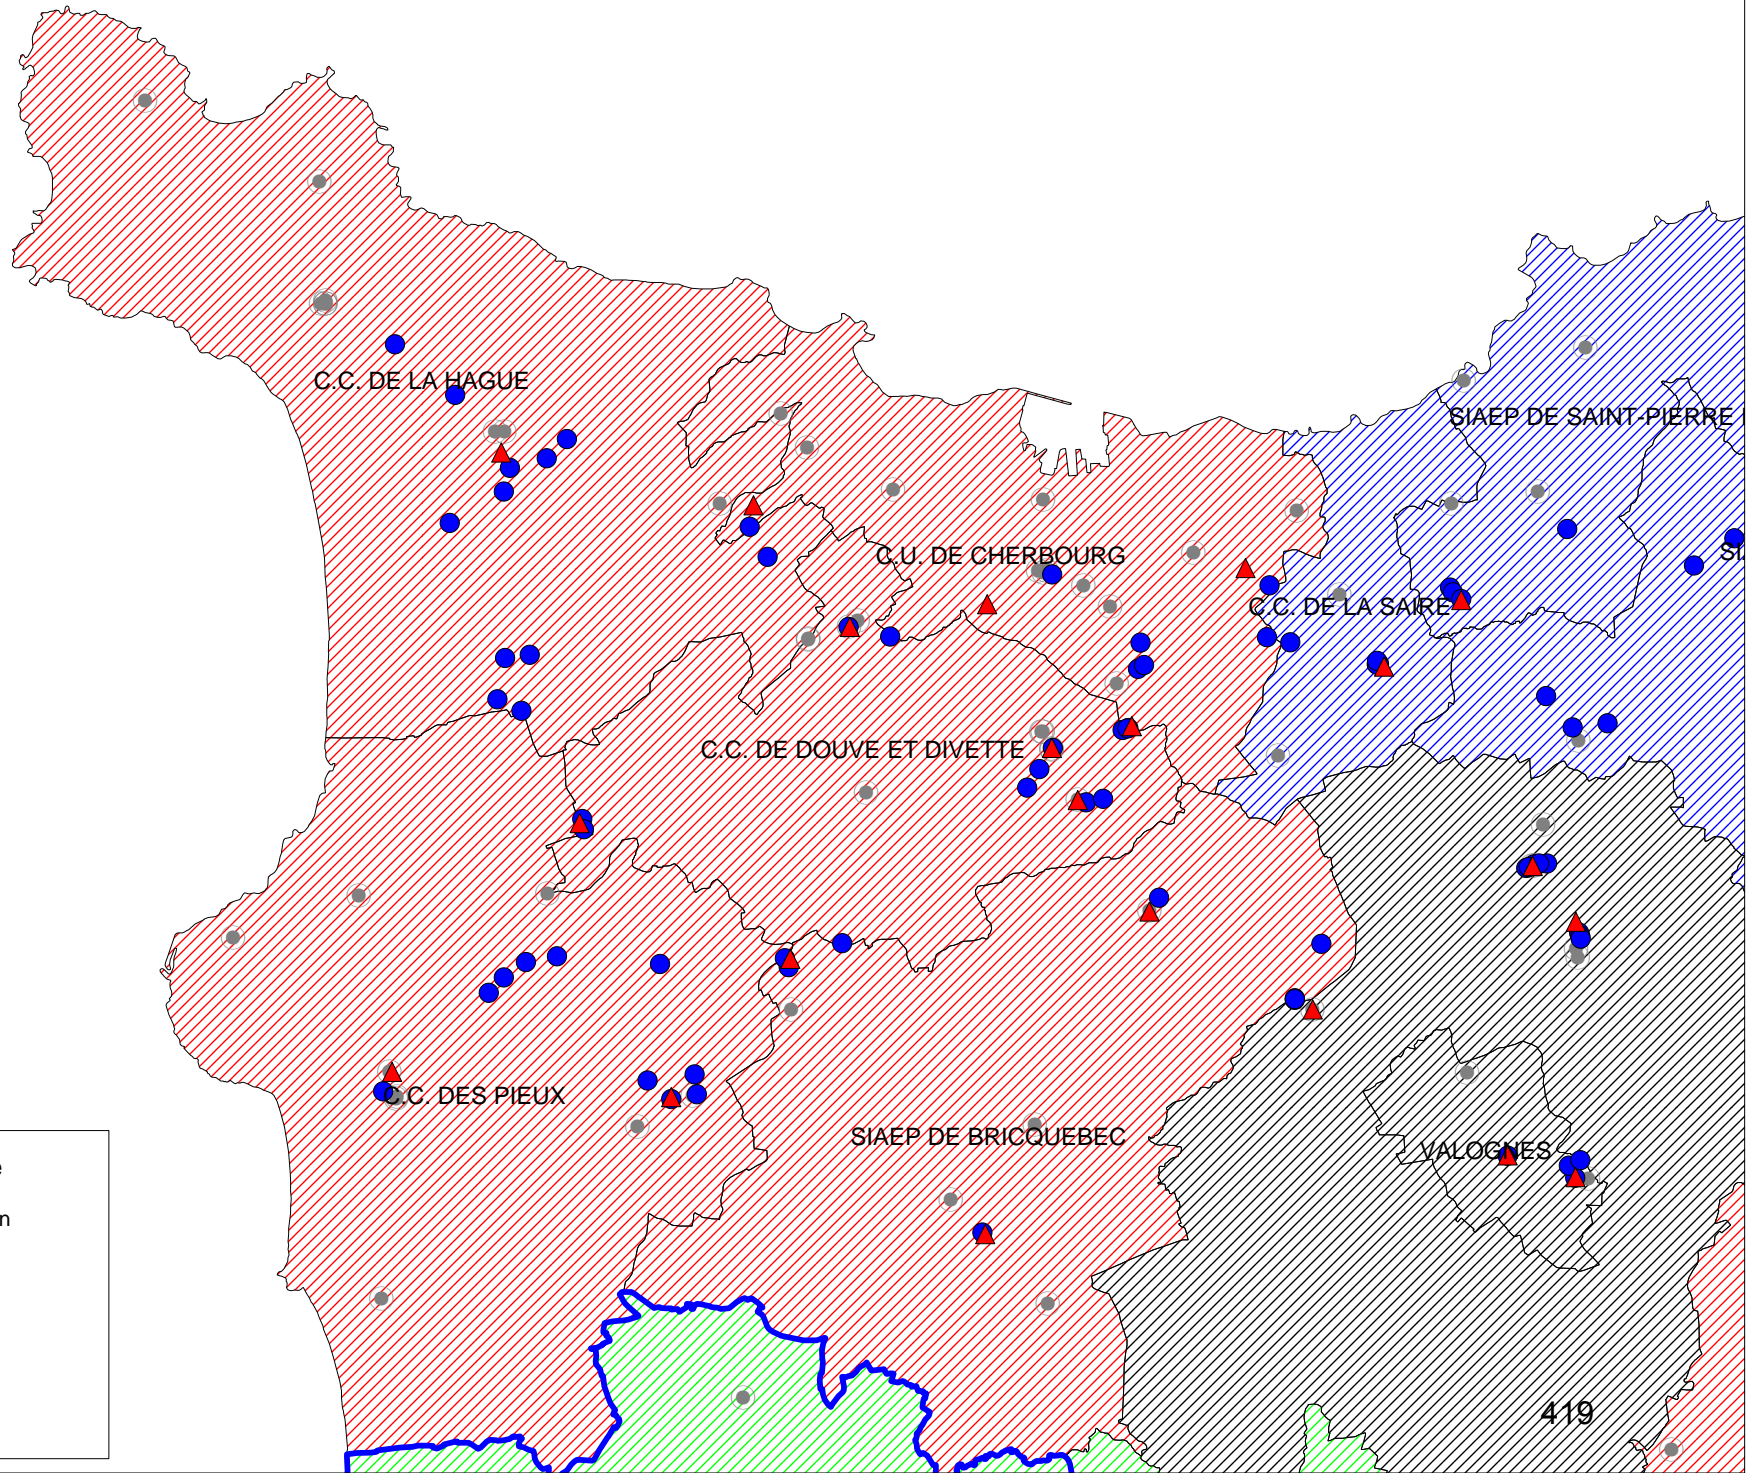 C.C. DE LA HAGUE
SIAEP DE SAINT-PIERRE
C.U. DE CHERBOURG
C.C. DE LA SAIRE
C.C. DE DOUVE ET DIVETTE
C.C. DES PIEUX
SIAEP DE BRICQUEBEC
VALOGNES
419